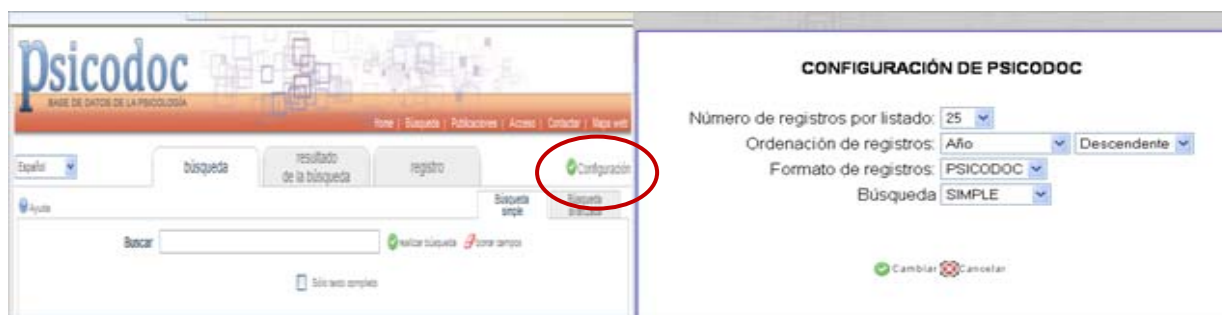 Psicodoc
BASE DE DATOS DE LA PSICOLOGÍA
Home | Búsqueda | Publicaciones | Acceso | Contactar | Mapa web
Español
búsqueda
resultado
de la búsqueda
registro
Configuración
Ayuda
Búsqueda
simple
Búsqueda
avanzada
Buscar
realizar búsqueda
borrar campos
Sólo texto completo
CONFIGURACIÓN DE PSICODOC
Número de registros por listado: 25
Ordenación de registros: Año Descendente
Formato de registros: PSICODOC
Búsqueda SIMPLE
Cambiar Cancelar